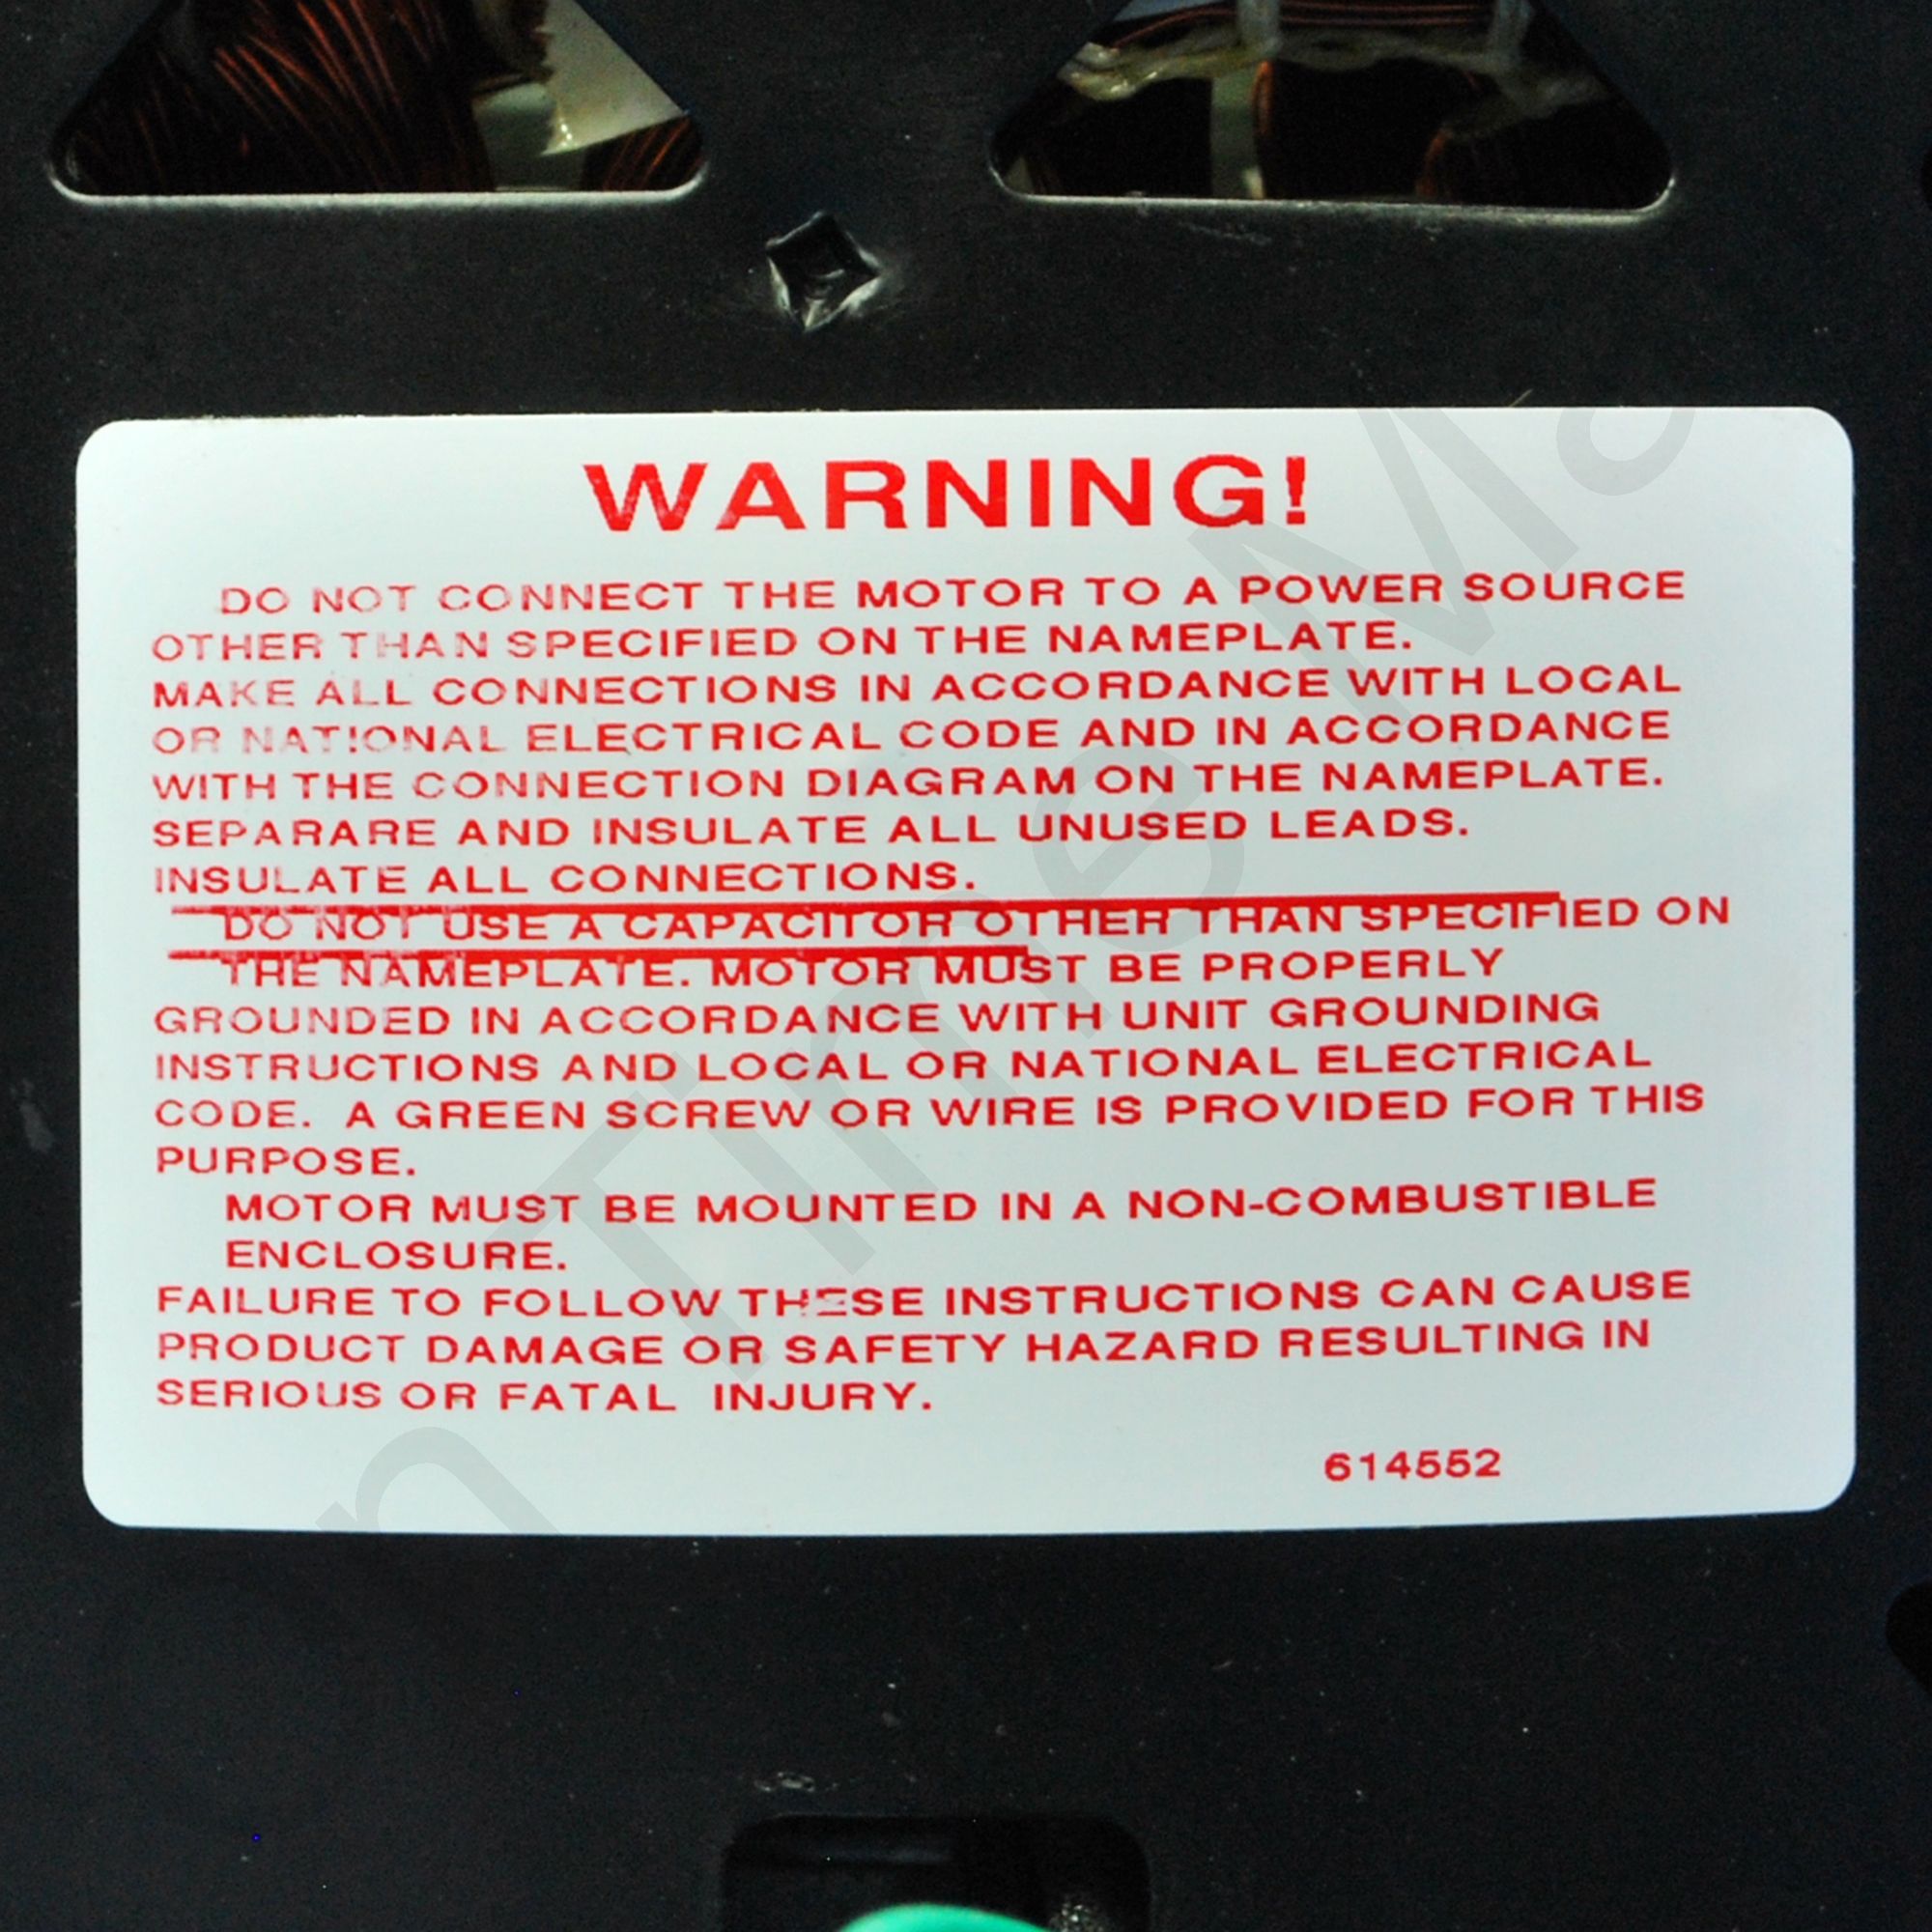 WARNING!
DO NOT CONNECT THE MOTOR TO A POWER SOURCE
OTHER THAN SPECIFIED ON THE NAMEPLATE.
MAKE ALL CONNECTIONS IN ACCORDANCE WITH LOCAL
OR NATIONAL ELECTRICAL CODE AND IN ACCORDANCE
WITH THE CONNECTION DIAGRAM ON THE NAMEPLATE.
SEPARARE AND INSULATE ALL UNUSED LEADS.
INSULATE ALL CONNECTIONS.
DO NOT USE A CAPACITOR OTHER THAN SPECIFIED ON
THE NAMEPLATE. MOTOR MUST BE PROPERLY
GROUNDED IN ACCORDANCE WITH UNIT GROUNDING
INSTRUCTIONS AND LOCAL OR NATIONAL ELECTRICAL
CODE. A GREEN SCREW OR WIRE IS PROVIDED FOR THIS
PURPOSE.
MOTOR MUST BE MOUNTED IN A NON-COMBUSTIBLE
ENCLOSURE.
FAILURE TO FOLLOW THESE INSTRUCTIONS CAN CAUSE
PRODUCT DAMAGE OR SAFETY HAZARD RESULTING IN
SERIOUS OR FATAL INJURY.
614552
Time